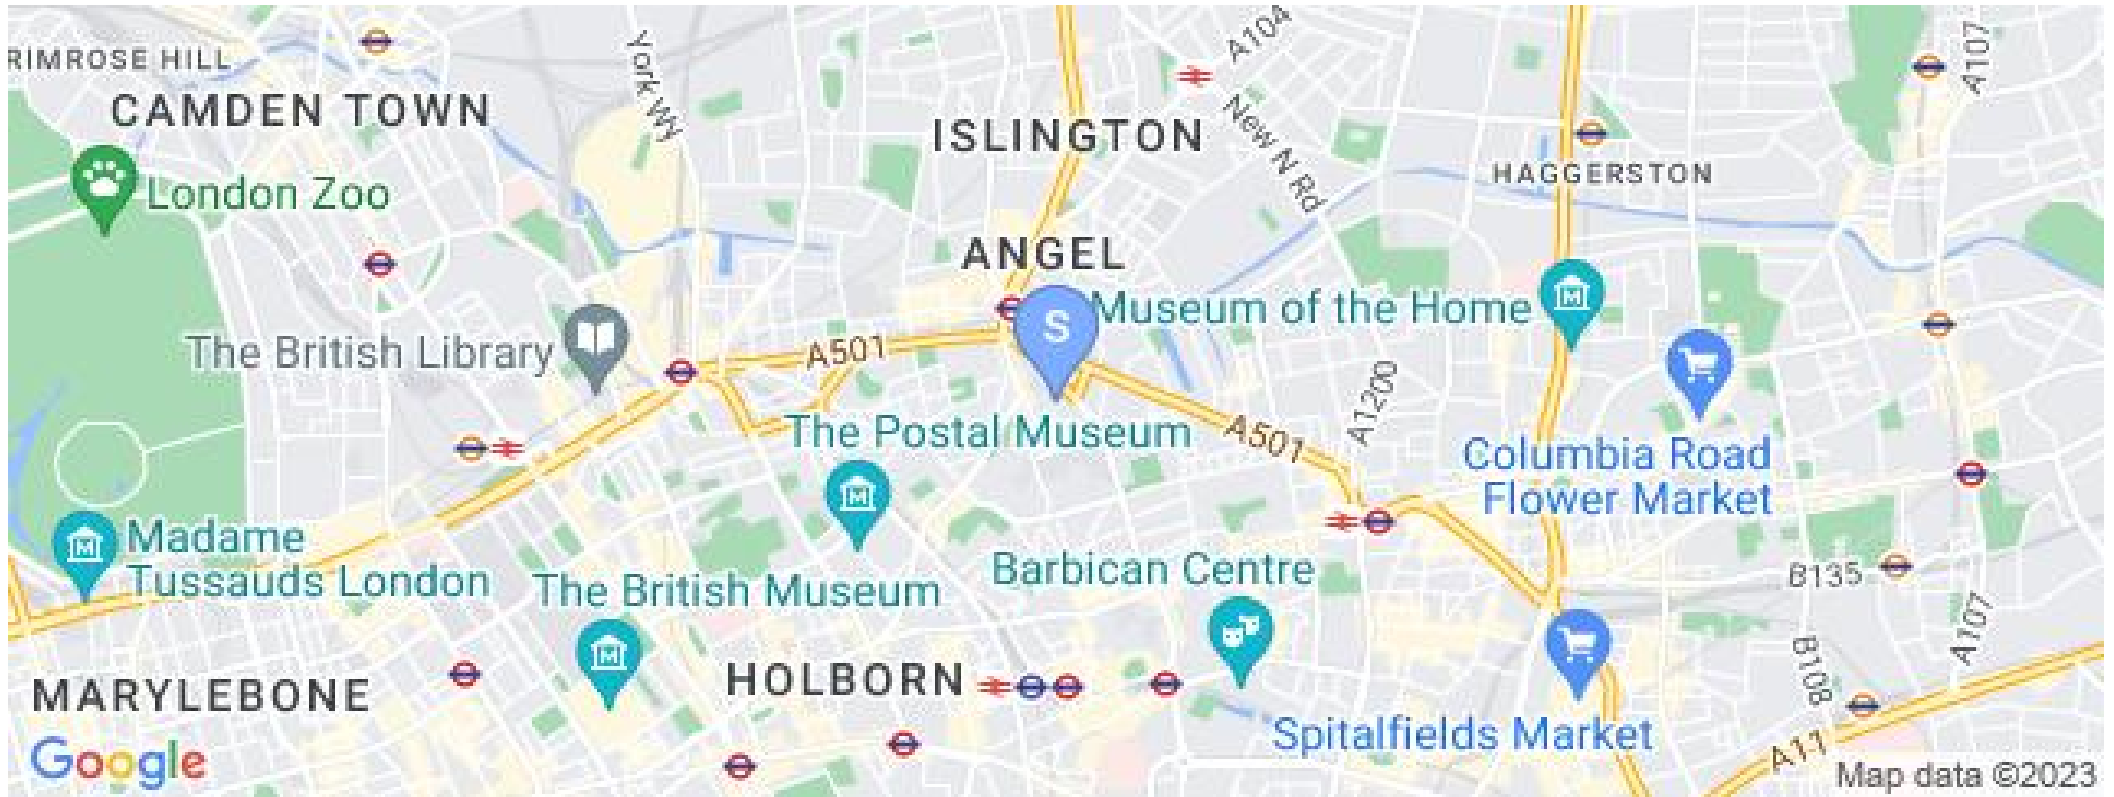 RIMROSE HILL
York Wy
A104
A107
CAMDEN TOWN
ISLINGTON
New N Rd
HAGGERSTON
London Zoo
ANGEL
S
Museum of the Home
The British Library
A501
A1200
The Postal Museum
A501
Columbia Road
Flower Market
Madame
Tussauds London
The British Museum
Barbican Centre
B135
A107
MARYLEBONE
HOLBORN
B108
Spitalfields Market
A11
Google
Map data ©2023